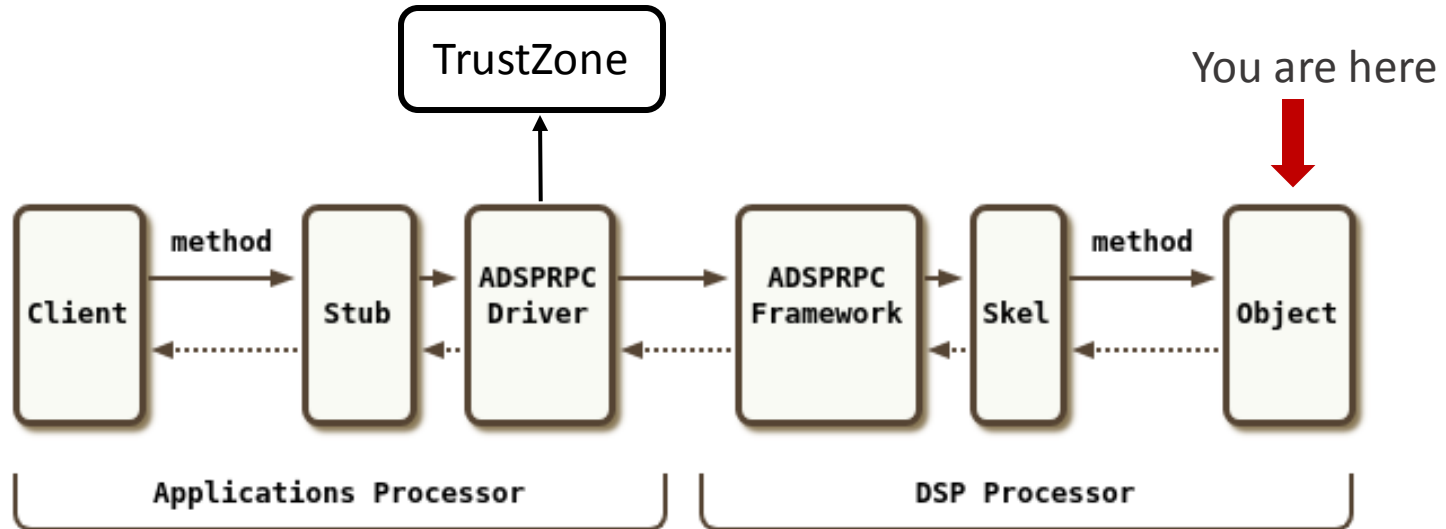 TrustZone
You are here
method
method
Client
Stub
ADSPRPC
Driver
ADSPRPC
Framework
Skel
Object
Applications Processor
DSP Processor